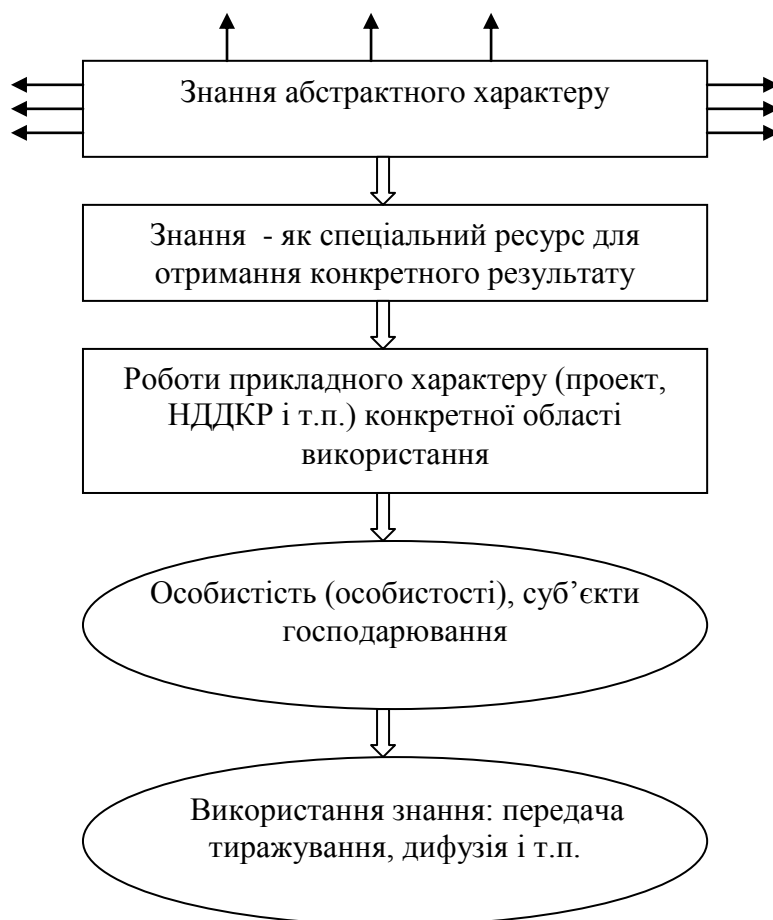 Знання абстрактного характеру
Знання - як спеціальний ресурс для
отримання конкретного результату
Роботи прикладного характеру (проект,
НДДКР і т.п.) конкретної області
використання
Особистість (особистості), суб’єкти
господарювання
Використання знання: передача
тиражування, дифузія і т.п.